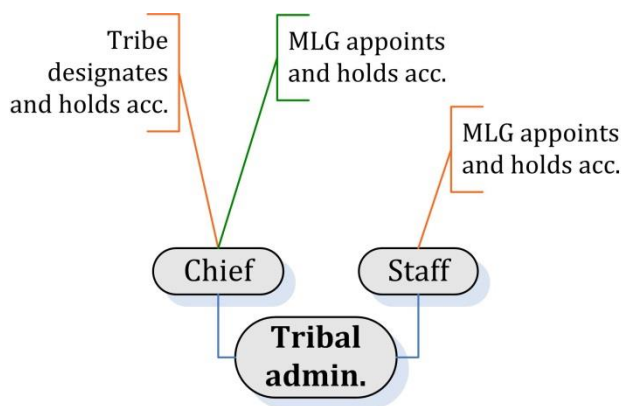 Tribe
designates
and holds acc.
MLG appoints
and holds acc.
MLG appoints
and holds acc.
Chief
Staff
Tribal
admin.